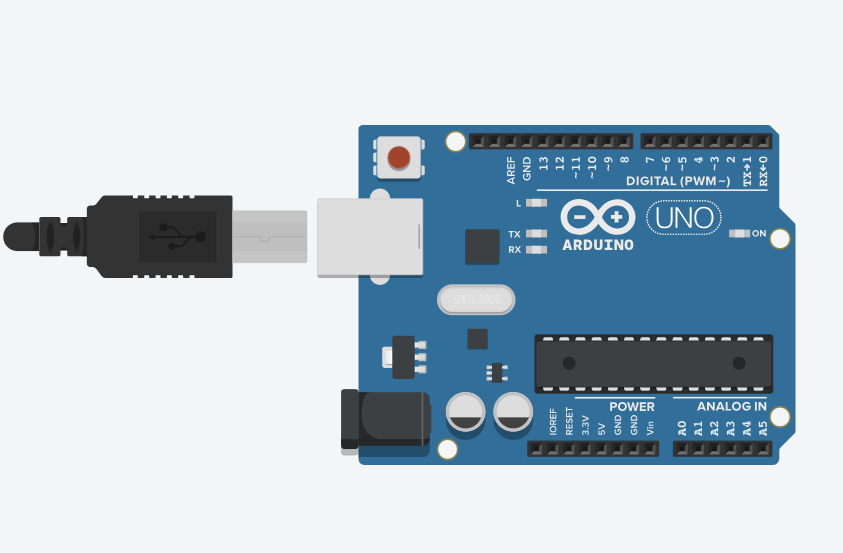 AREF
GND
13
12
~11
~10
~9
8
7
~6
~5
4
~3
2
TX→1
RX←0
DIGITAL (PWM ~)
L
TX
RX
ARDUINO
UNO
ON
IOREF
RESET
3.3V
5V
GND
GND
Vin
POWER
ANALOG IN
A0
A1
A2
A3
A4
A5